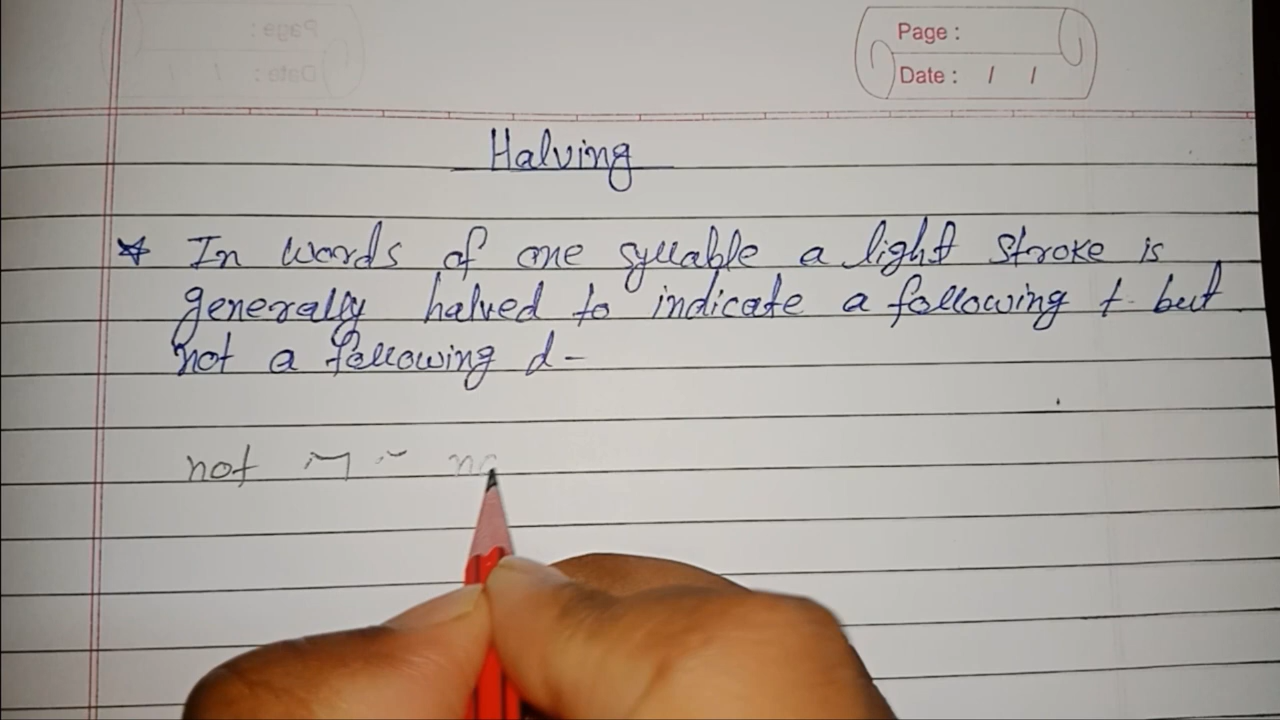 Page :
Date : / /
Halving
* In words of one syllable a light stroke is
generally halved to indicate a following t but
not a following d-
not no